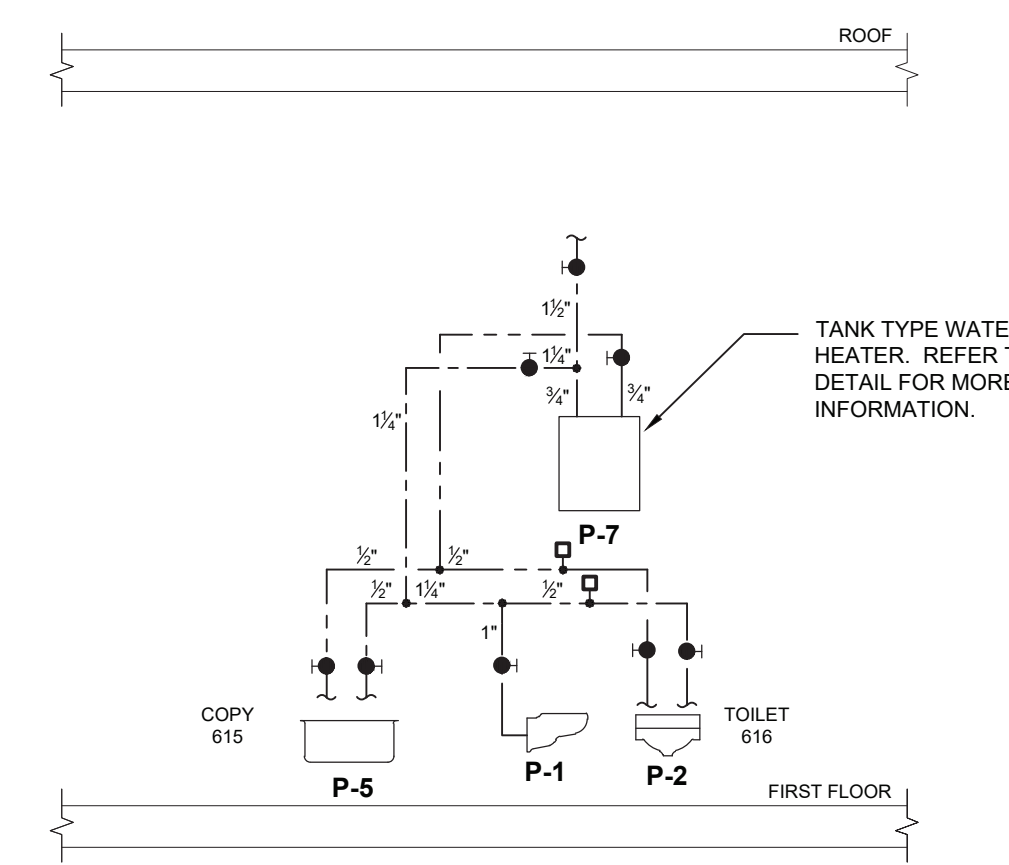 ROOF
1½"
1¼"
TANK TYPE WATE
HEATER. REFER T
DETAIL FOR MORE
INFORMATION.
¾"
¾"
1¼"
P-7
½"
½"
½"
1¼"
½"
1"
COPY
615
TOILET
616
P-5
P-1
P-2
FIRST FLOOR